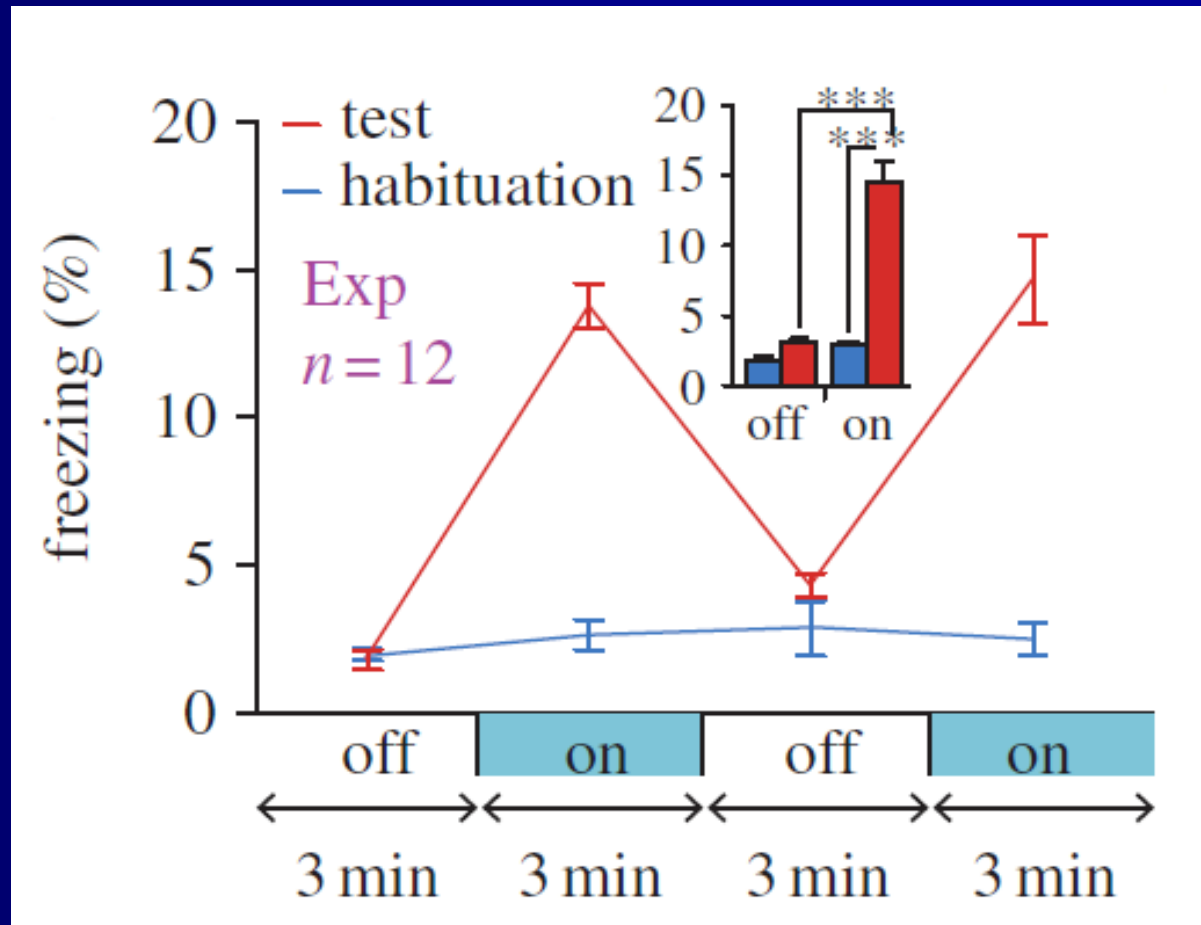 freezing (%)
20
15
10
5
0
test
habituation
Exp
n = 12
20
15
10
5
0
***
***
off on
off on off on
3 min 3 min 3 min 3 min